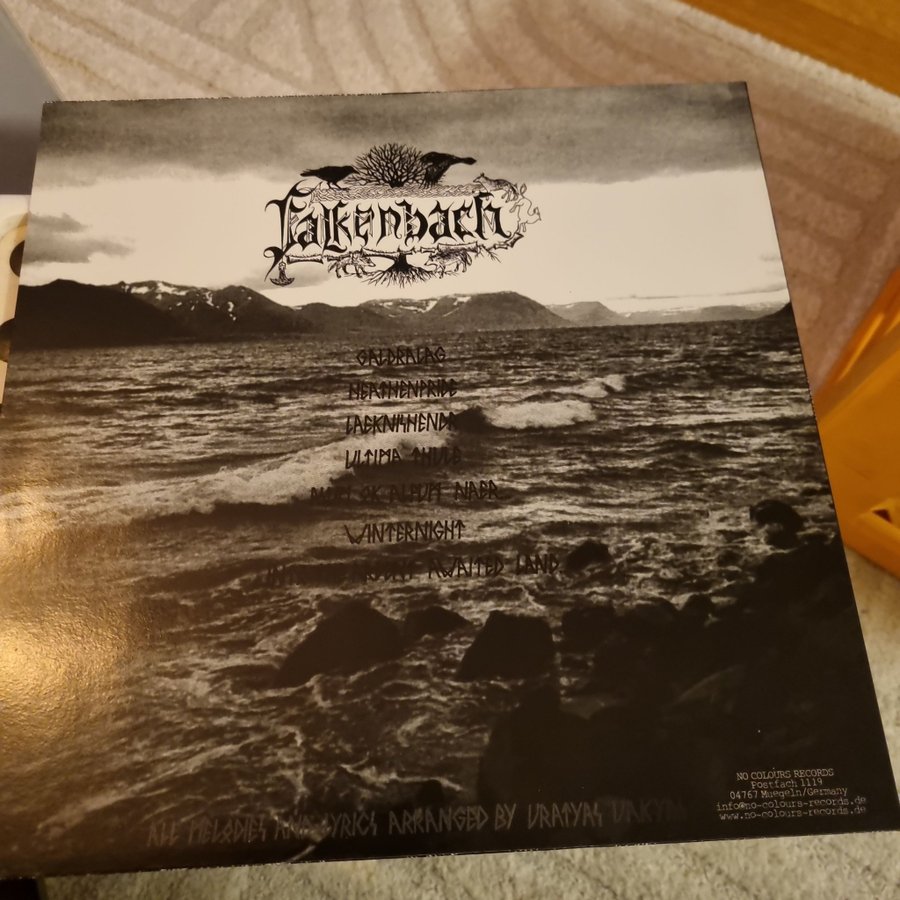 Falkenbach
GALDRALAG
HEATHENPRIDE
LAEKNISHENDR
ULTIMA THULE
OK NAER...
WINTERNIGHT
AWAITED LAND
ALL MELODIES AND LYRICS ARRANGED BY VRATYAS VAKYAS
NO COLOURS RECORDS
Postfach 1119
04767 Muegeln/Germany
info@no-colours-records.de
www.no-colours-records.de